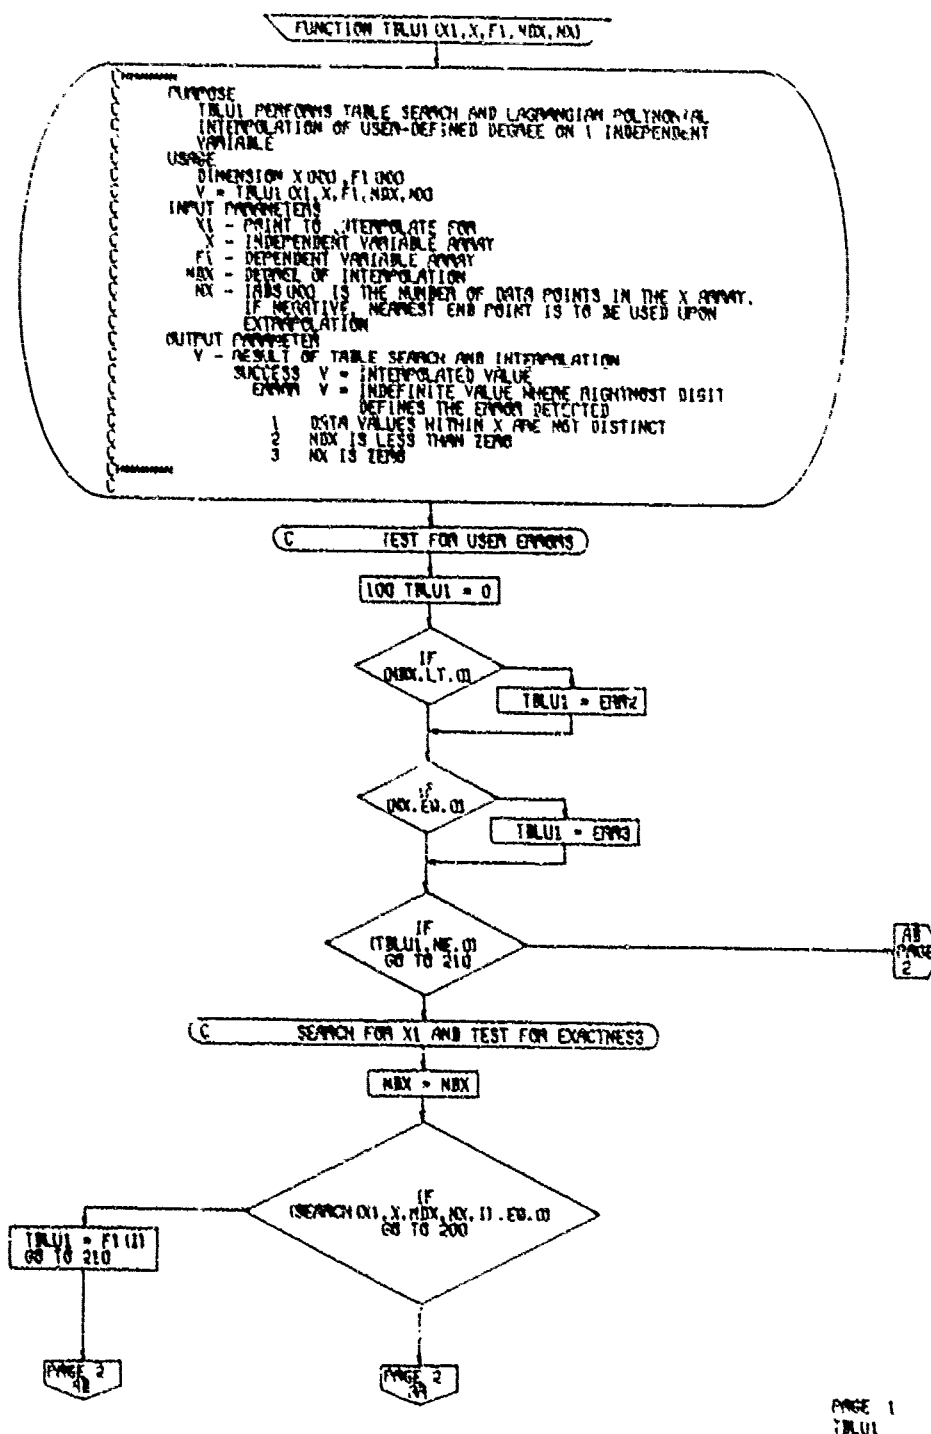 FUNCTION TBLU1(X1,X,F1,NDX,NX)
C********
C PURPOSE
C TBLU1 PERFORMS TABLE SEARCH AND LAGRANGIAN POLYNOMIAL
C INTERPOLATION OF USER-DEFINED DEGREE ON 1 INDEPENDENT
C VARIABLE
C USAGE
C DIMENSION X(NX),F1(NX)
C Y = TBLU1(X1,X,F1,NDX,NX)
C INPUT PARAMETERS
C X1 - POINT TO INTERPOLATE FOR
C X - INDEPENDENT VARIABLE ARRAY
C F1 - DEPENDENT VARIABLE ARRAY
C NDX - DEGREE OF INTERPOLATION
C NX - IABS(NX) IS THE NUMBER OF DATA POINTS IN THE X ARRAY.
C IF NEGATIVE, NEAREST END POINT IS TO BE USED UPON
C EXTRAPOLATION
C OUTPUT PARAMETER
C Y - RESULT OF TABLE SEARCH AND INTERPOLATION
C SUCCESS Y = INTERPOLATED VALUE
C ERROR Y = INDEFINITE VALUE WHERE RIGHTMOST DIGIT
C DEFINES THE ERROR DETECTED
C 1 DATA VALUES WITHIN X ARE NOT DISTINCT
C 2 NDX IS LESS THAN ZERO
C 3 NX IS ZERO
C********
C
C TEST FOR USER ERRORS
100 TBLU1 = 0
IF
(NDX.LT.0)
TBLU1 = ERR2
IF
(NX.EQ.0)
TBLU1 = ERR3
IF
(TBLU1.NE.0)
GO TO 210
AB
PAGE
2
C SEARCH FOR X1 AND TEST FOR EXACTNESS
MDX = NDX
IF
(SEARCH(X1,X,MDX,NX,I).EQ.0)
GO TO 200
TBLU1 = F1(I)
GO TO 210
PAGE 2
AB
PAGE 2
AA
PAGE 1
TBLU1